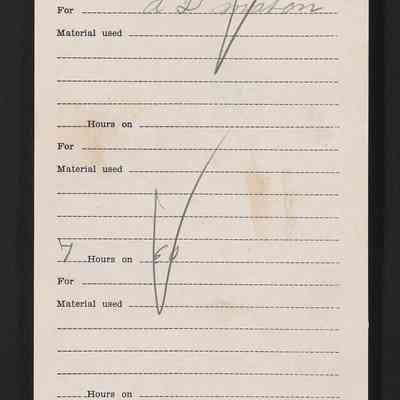 For A D
Material used
Hours on
For
Material used
7 Hours on
For
Material used
Hours on